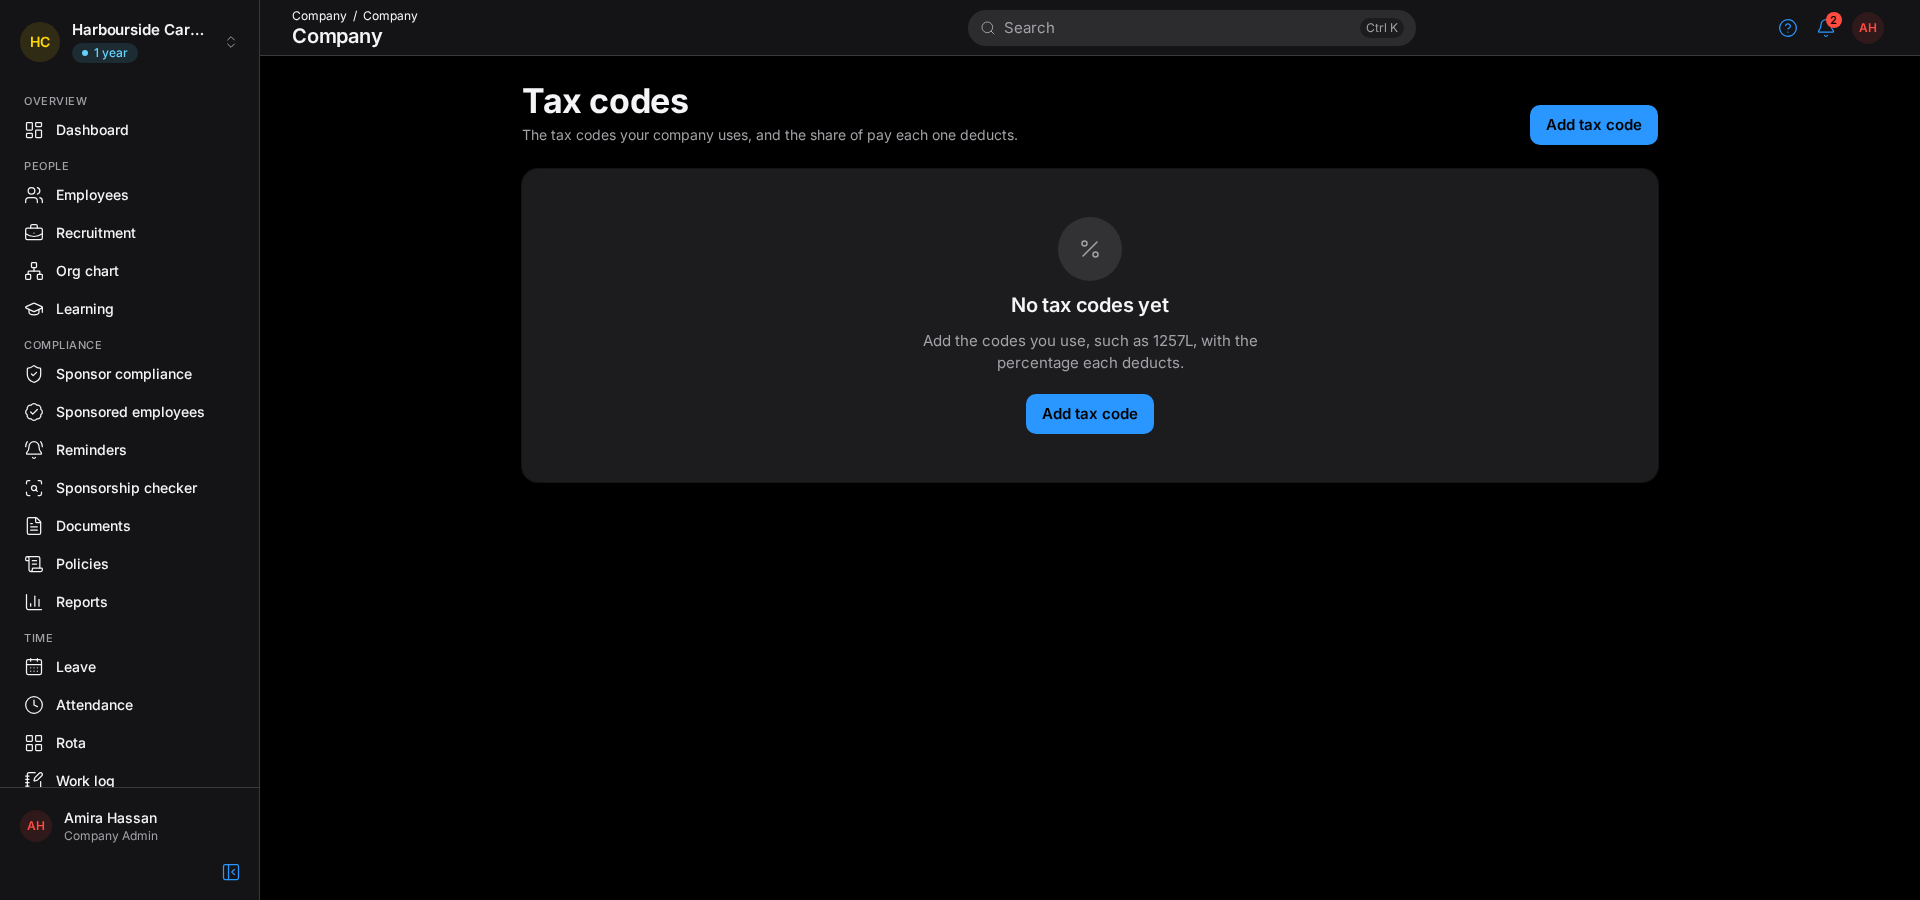 HC
Harbourside Car...
1 year
OVERVIEW
Dashboard
PEOPLE
Employees
Recruitment
Org chart
Learning
COMPLIANCE
Sponsor compliance
Sponsored employees
Reminders
Sponsorship checker
Documents
Policies
Reports
TIME
Leave
Attendance
Rota
Work log
AH
Amira Hassan
Company Admin
Company / Company
Company
Search
Ctrl K
2
AH
Tax codes
The tax codes your company uses, and the share of pay each one deducts.
Add tax code
No tax codes yet
Add the codes you use, such as 1257L, with the
percentage each deducts.
Add tax code